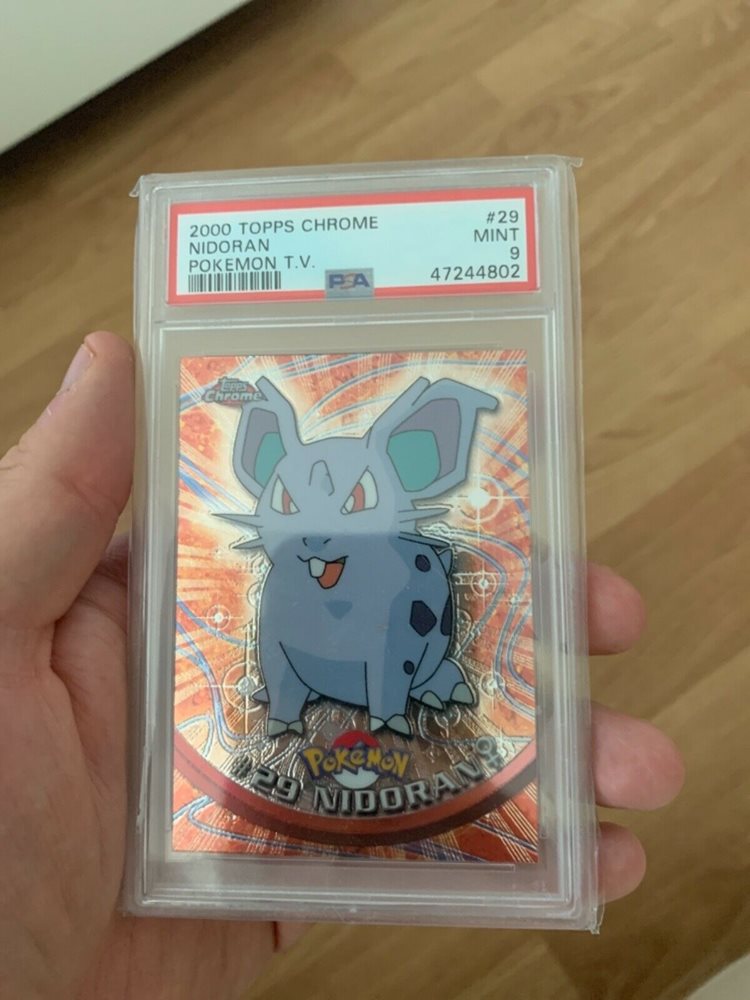 2000 TOPPS CHROME #29
NIDORAN MINT
POKEMON T.V. 9
PSA 47244802
Topps
Chrome
POKéMON
#29 NIDORAN♀